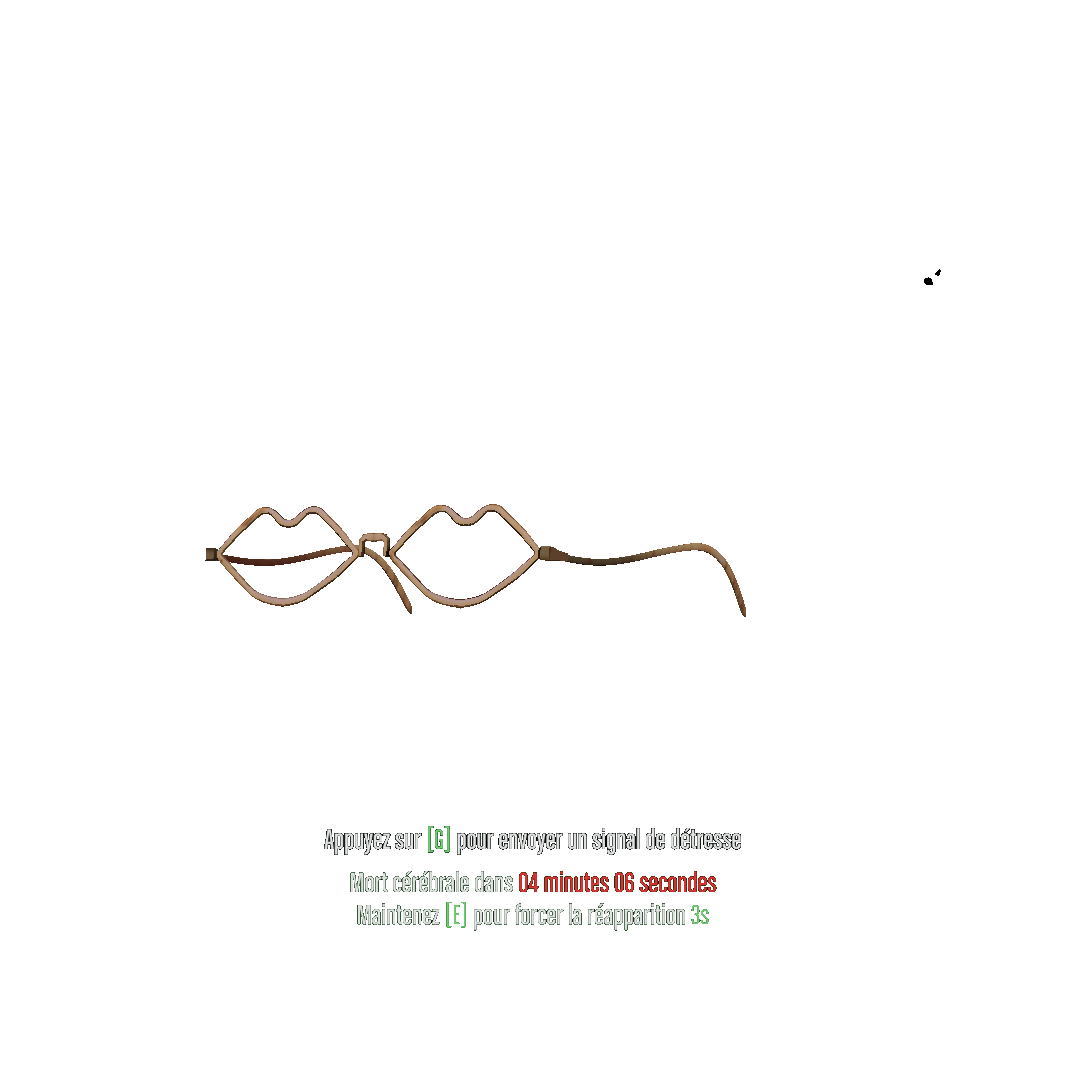 Appuyez sur [G] pour envoyer un signal de détresse
Mort cérébrale dans 04 minutes 06 secondes
Maintenez [E] pour forcer la réapparition 3s